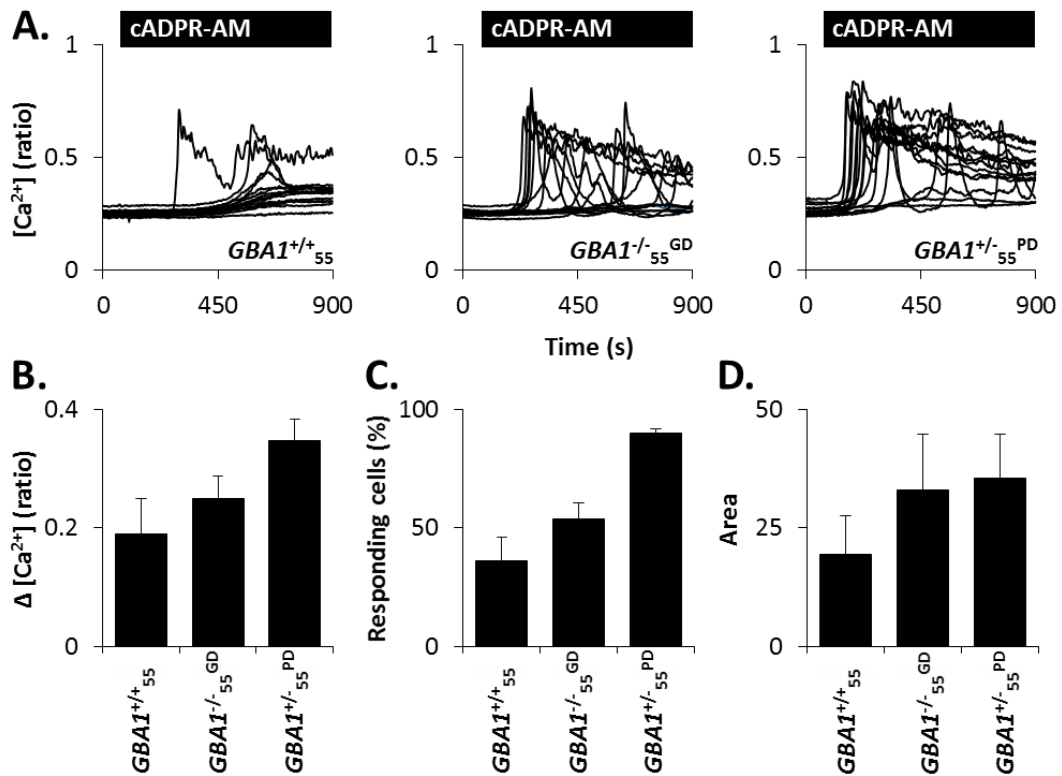 A.
cADPR-AM cADPR-AM cADPR-AM
[Ca²⁺] (ratio)
1 1 1
0.5 0.5 0.5
0 0 0
GBA1⁺/⁺₅₅ GBA1⁻/⁻₅₅ᴳᴰ GBA1⁺/⁻₅₅ᴾᴰ
0 450 900 0 450 900 0 450 900
Time (s)
B.
Δ [Ca²⁺] (ratio)
0.4
0.2
0
GBA1⁺/⁺₅₅
GBA1⁻/⁻₅₅ᴳᴰ
GBA1⁺/⁻₅₅ᴾᴰ
C.
Responding cells (%)
100
50
0
GBA1⁺/⁺₅₅
GBA1⁻/⁻₅₅ᴳᴰ
GBA1⁺/⁻₅₅ᴾᴰ
D.
Area
50
25
0
GBA1⁺/⁺₅₅
GBA1⁻/⁻₅₅ᴳᴰ
GBA1⁺/⁻₅₅ᴾᴰ